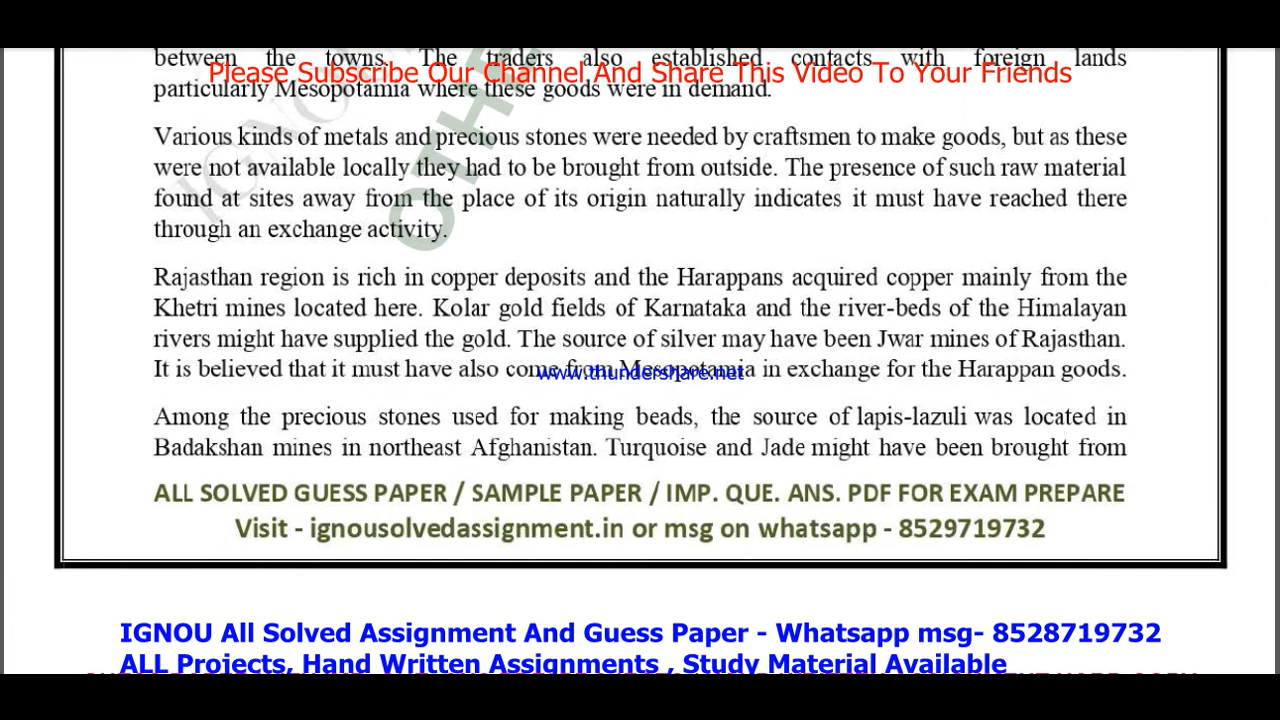 between the towns. The traders also established contacts with foreign lands
Please Subscribe Our Channel And Share This Video To Your Friends
particularly Mesopotamia where these goods were in demand.
Various kinds of metals and precious stones were needed by craftsmen to make goods, but as these
were not available locally they had to be brought from outside. The presence of such raw material
found at sites away from the place of its origin naturally indicates it must have reached there
through an exchange activity.
Rajasthan region is rich in copper deposits and the Harappans acquired copper mainly from the
Khetri mines located here. Kolar gold fields of Karnataka and the river-beds of the Himalayan
rivers might have supplied the gold. The source of silver may have been Jwar mines of Rajasthan.
It is believed that it must have also come from Mesopotamia in exchange for the Harappan goods.
www.thundershare.net
Among the precious stones used for making beads, the source of lapis-lazuli was located in
Badakshan mines in northeast Afghanistan. Turquoise and Jade might have been brought from
ALL SOLVED GUESS PAPER / SAMPLE PAPER / IMP. QUE. ANS. PDF FOR EXAM PREPARE
Visit - ignousolvedassignment.in or msg on whatsapp - 8529719732
IGNOU All Solved Assignment And Guess Paper - Whatsapp msg- 8528719732
ALL Projects, Hand Written Assignments , Study Material Available